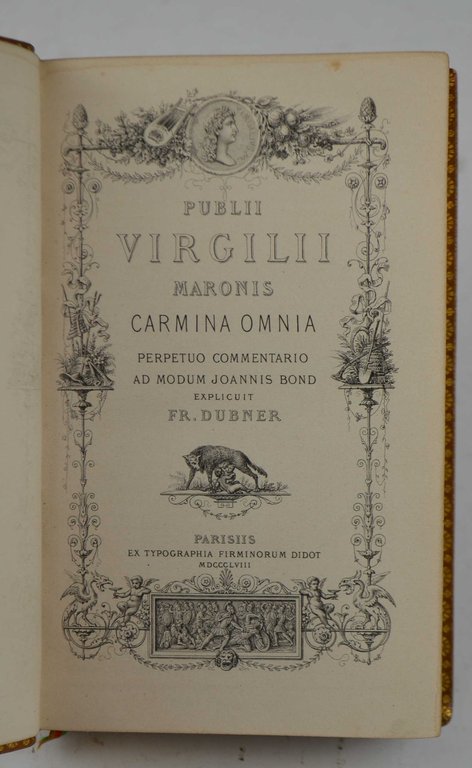 PUBLII
VIRGILII
MARONIS
CARMINA OMNIA
PERPETUO COMMENTARIO
AD MODUM JOANNIS BOND
EXPLICUIT
FR. DUBNER
PARISIIS
EX TYPOGRAPHIA FIRMINORUM DIDOT
MDCCCLVIII